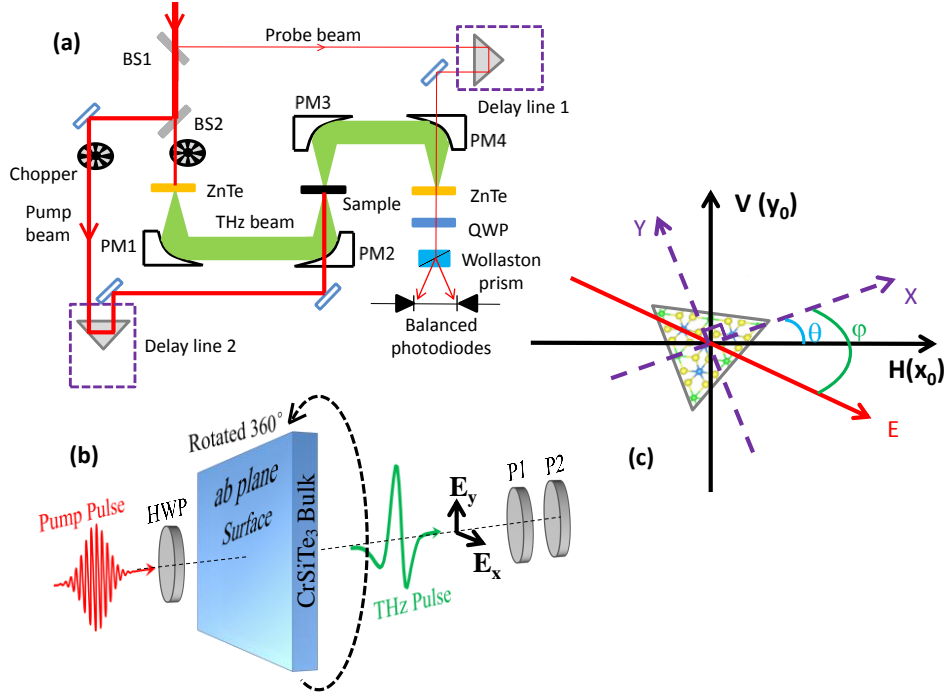 (a)
Probe beam
BS1
Delay line 1
PM3
PM4
BS2
Chopper
ZnTe
Sample
ZnTe
Pump
beam
THz beam
QWP
PM1
PM2
Wollaston
prism
Delay line 2
Balanced
photodiodes
V (y0)
Y
X
θ
φ
H(x0)
E
(c)
(b)
Rotated 360°
ab plane
Surface
CrSiTe3 Bulk
Pump Pulse
HWP
THz Pulse
Ey
Ex
P1
P2